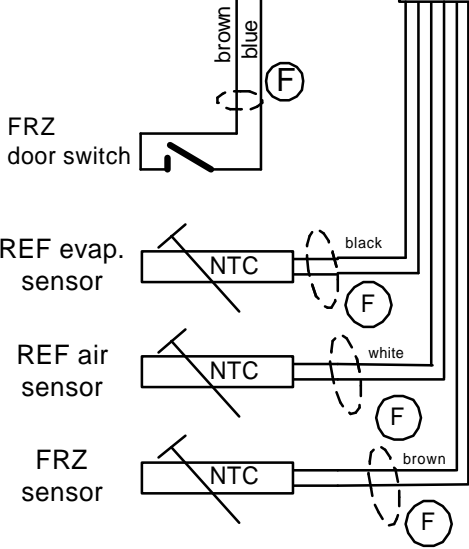 brown
blue
F
FRZ
door switch
REF evap.
sensor
NTC
black
F
REF air
sensor
NTC
white
F
FRZ
sensor
NTC
brown
F